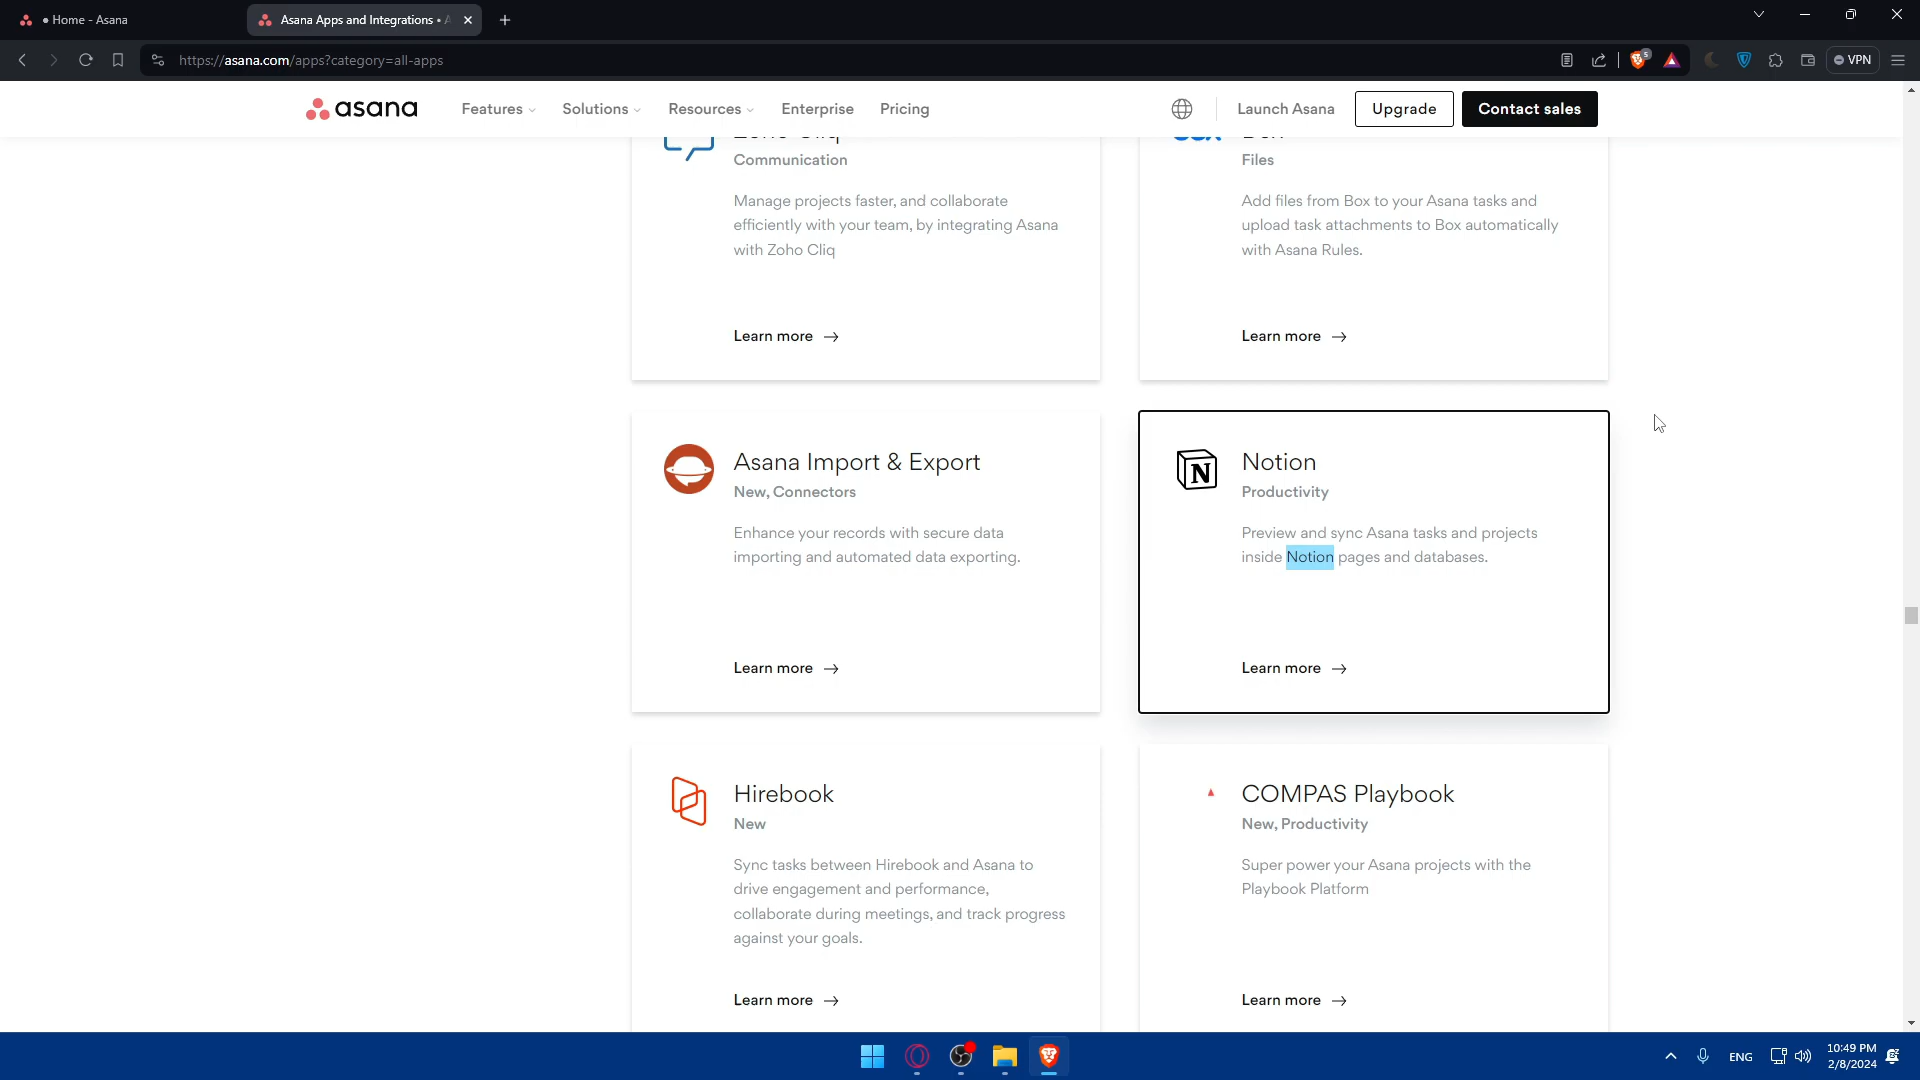 • Home - Asana
Asana Apps and Integrations •
https://asana.com/apps?category=all-apps
5
VPN
asana
Features
Solutions
Resources
Enterprise
Pricing
Launch Asana
Upgrade
Contact sales
Zoho Cliq
Communication
Manage projects faster, and collaborate
efficiently with your team, by integrating Asana
with Zoho Cliq
Learn more →
Box
Files
Add files from Box to your Asana tasks and
upload task attachments to Box automatically
with Asana Rules.
Learn more →
Asana Import & Export
New, Connectors
Enhance your records with secure data
importing and automated data exporting.
Learn more →
N
Notion
Productivity
Preview and sync Asana tasks and projects
inside Notion pages and databases.
Learn more →
Hirebook
New
Sync tasks between Hirebook and Asana to
drive engagement and performance,
collaborate during meetings, and track progress
against your goals.
Learn more →
COMPAS Playbook
New, Productivity
Super power your Asana projects with the
Playbook Platform
Learn more →
ENG
10:49 PM
2/8/2024